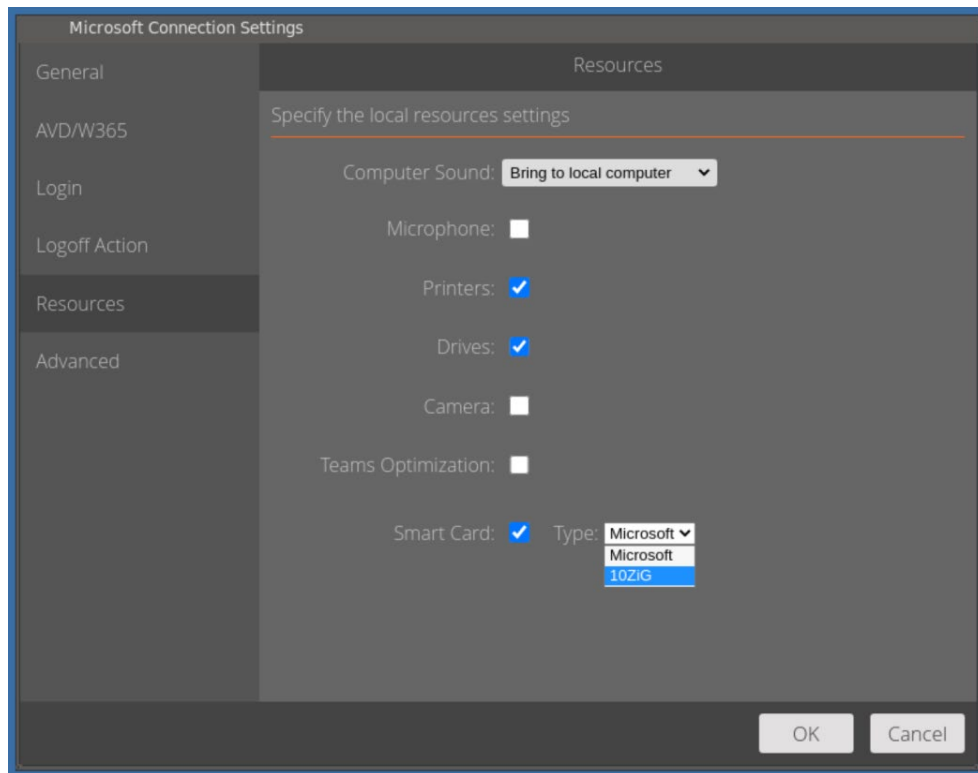 Microsoft Connection Settings
General
AVD/W365
Login
Logoff Action
Resources
Advanced
Resources
Specify the local resources settings
Computer Sound: Bring to local computer
Microphone:
Printers:
Drives:
Camera:
Teams Optimization:
Smart Card: Type: Microsoft
Microsoft
10ZiG
OK Cancel